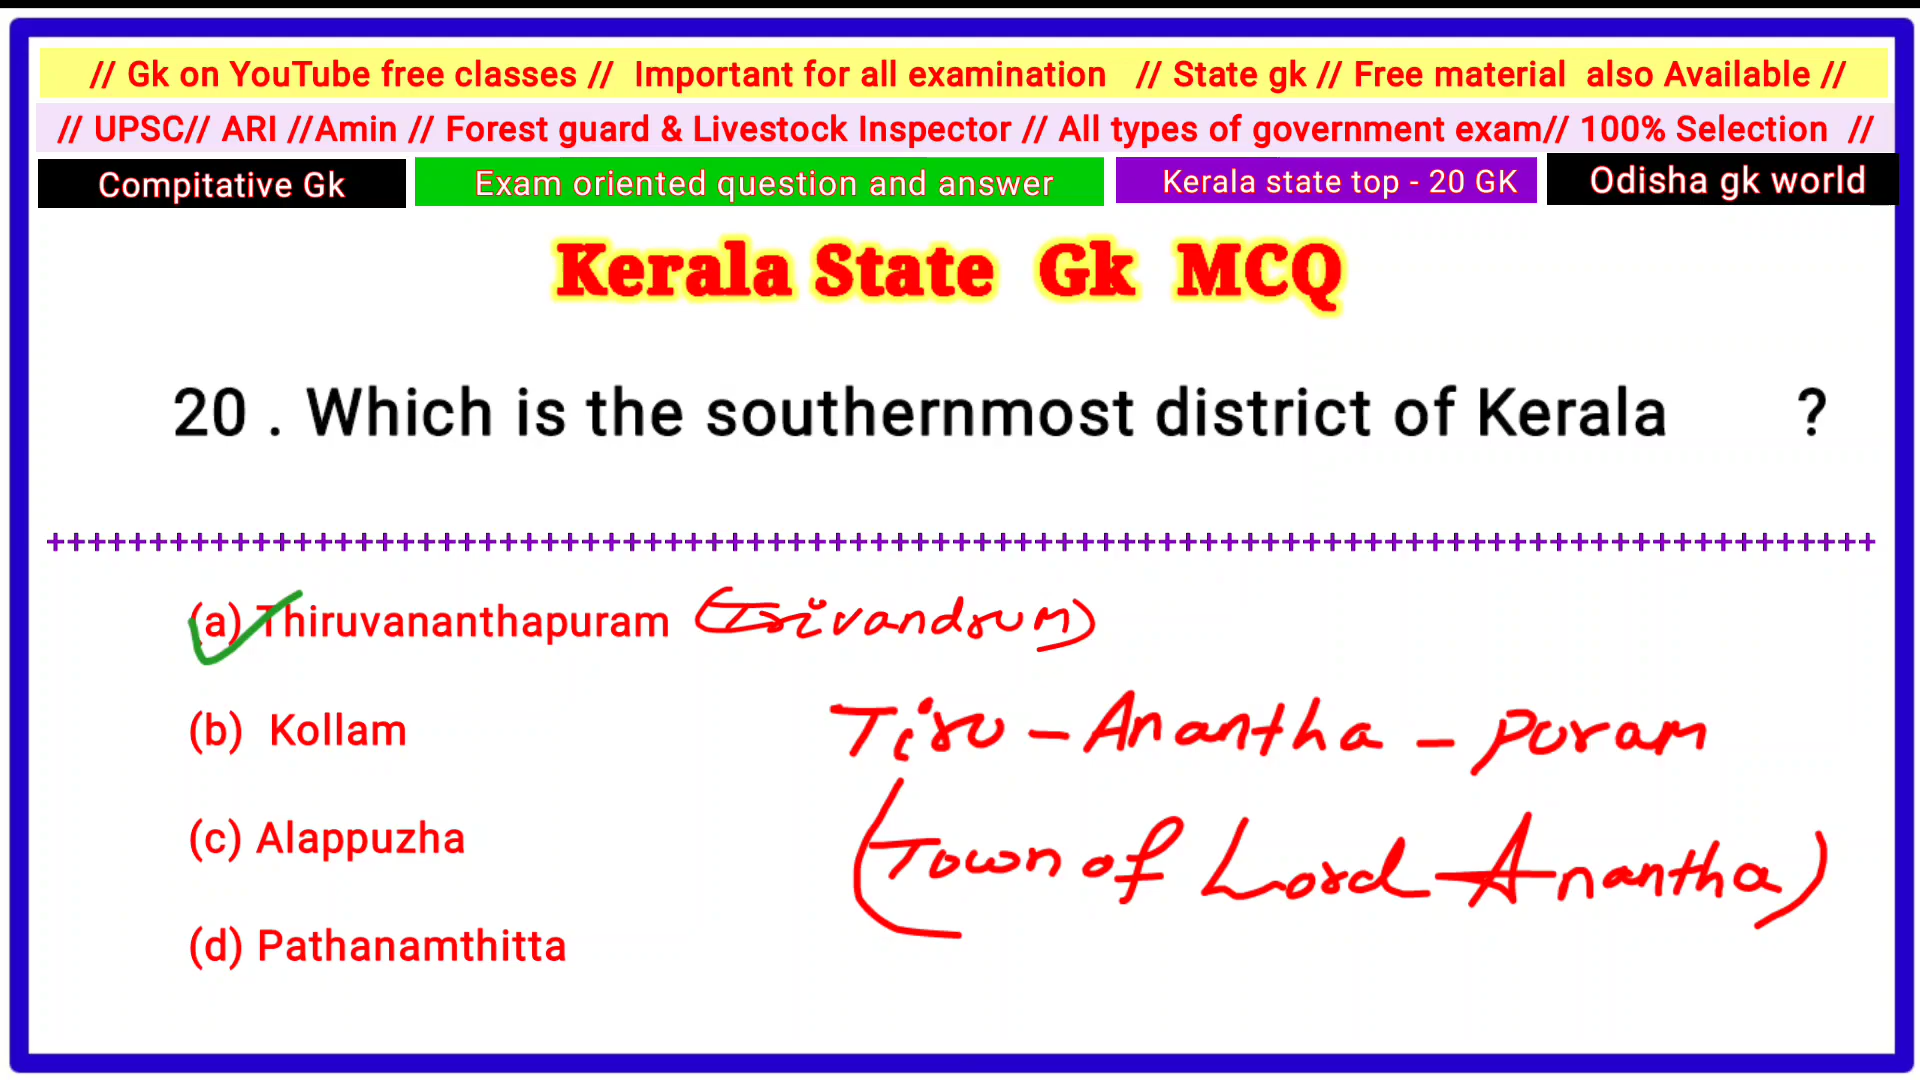 // Gk on YouTube free classes // Important for all examination // State gk // Free material also Available //
// UPSC// ARI //Amin // Forest guard & Livestock Inspector // All types of government exam// 100% Selection //
Compitative Gk Exam oriented question and answer Kerala state top - 20 GK Odisha gk world
Kerala State Gk MCQ
20 . Which is the southernmost district of Kerala ?
++++++++++++++++++++++++++++++++++++++++++++++++++++++++++++++++++++++++++++++++++++++++
(a) Thiruvananthapuram (Trivandrum)
Tiru - Anantha - puram
(b) Kollam
(Town of Lord Anantha)
(c) Alappuzha
(d) Pathanamthitta